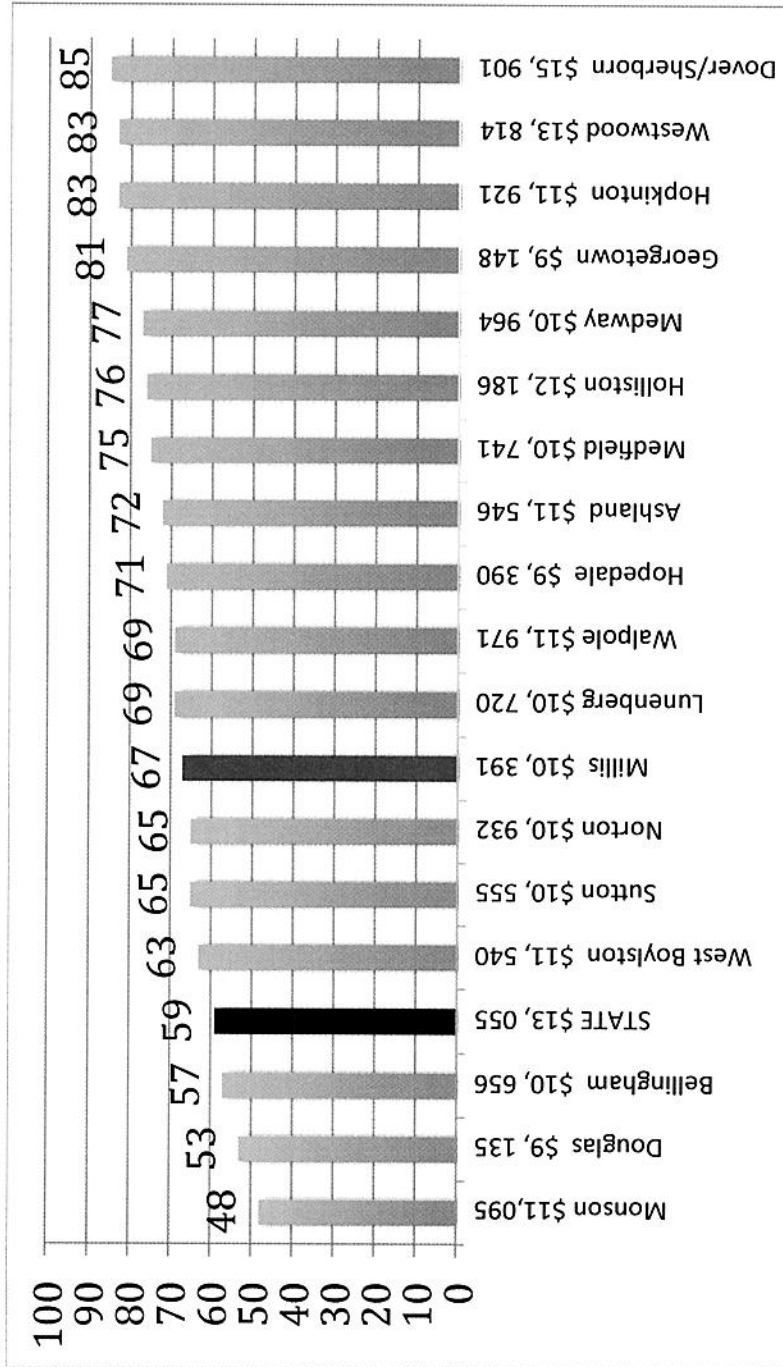 100
90
80
70
60
50
40
30
20
10
0
48
53
57
59
63
65
65
67
69
69
71
72
75
76
77
81
83
83
85
Monson $11,095
Douglas $9, 135
Bellingham $10, 656
STATE $13, 055
West Boylston $11, 540
Sutton $10, 555
Norton $10, 932
Millis $10, 391
Lunenberg $10, 720
Walpole $11, 971
Hopedale $9, 390
Ashland $11, 546
Medfield $10, 741
Holliston $12, 186
Medway $10, 964
Georgetown $9, 148
Hopkinton $11, 921
Westwood $13, 814
Dover/Sherborn $15, 901